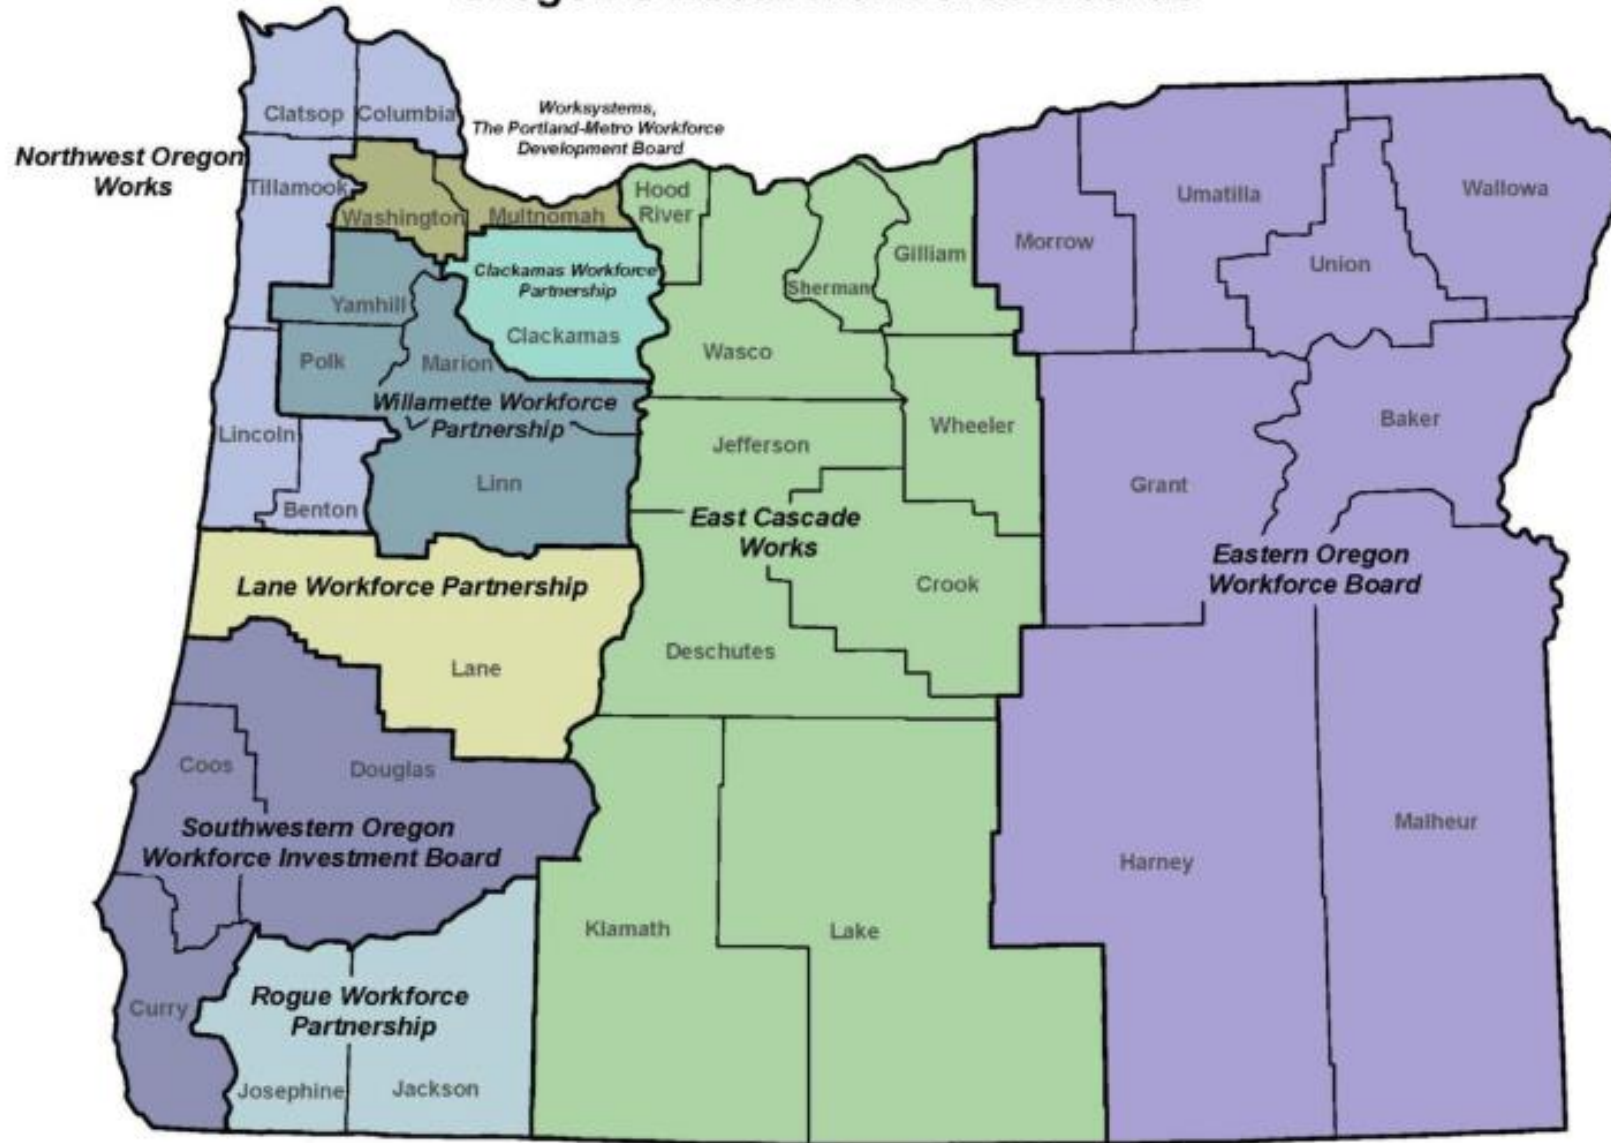 Clatsop
Columbia
Worksystems,
The Portland-Metro Workforce
Development Board
Northwest Oregon
Works
Tillamook
Washington
Multnomah
Hood
River
Gilliam
Morrow
Umatilla
Union
Wallowa
Clackamas Workforce
Partnership
Clackamas
Sherman
Yamhill
Polk
Marion
Wasco
Willamette Workforce
Partnership
Lincoln
Benton
Linn
Jefferson
Wheeler
Grant
Baker
East Cascade
Works
Eastern Oregon
Workforce Board
Lane Workforce Partnership
Lane
Crook
Deschutes
Coos
Douglas
Southwestern Oregon
Workforce Investment Board
Malheur
Harney
Klamath
Lake
Curry
Rogue Workforce
Partnership
Josephine
Jackson